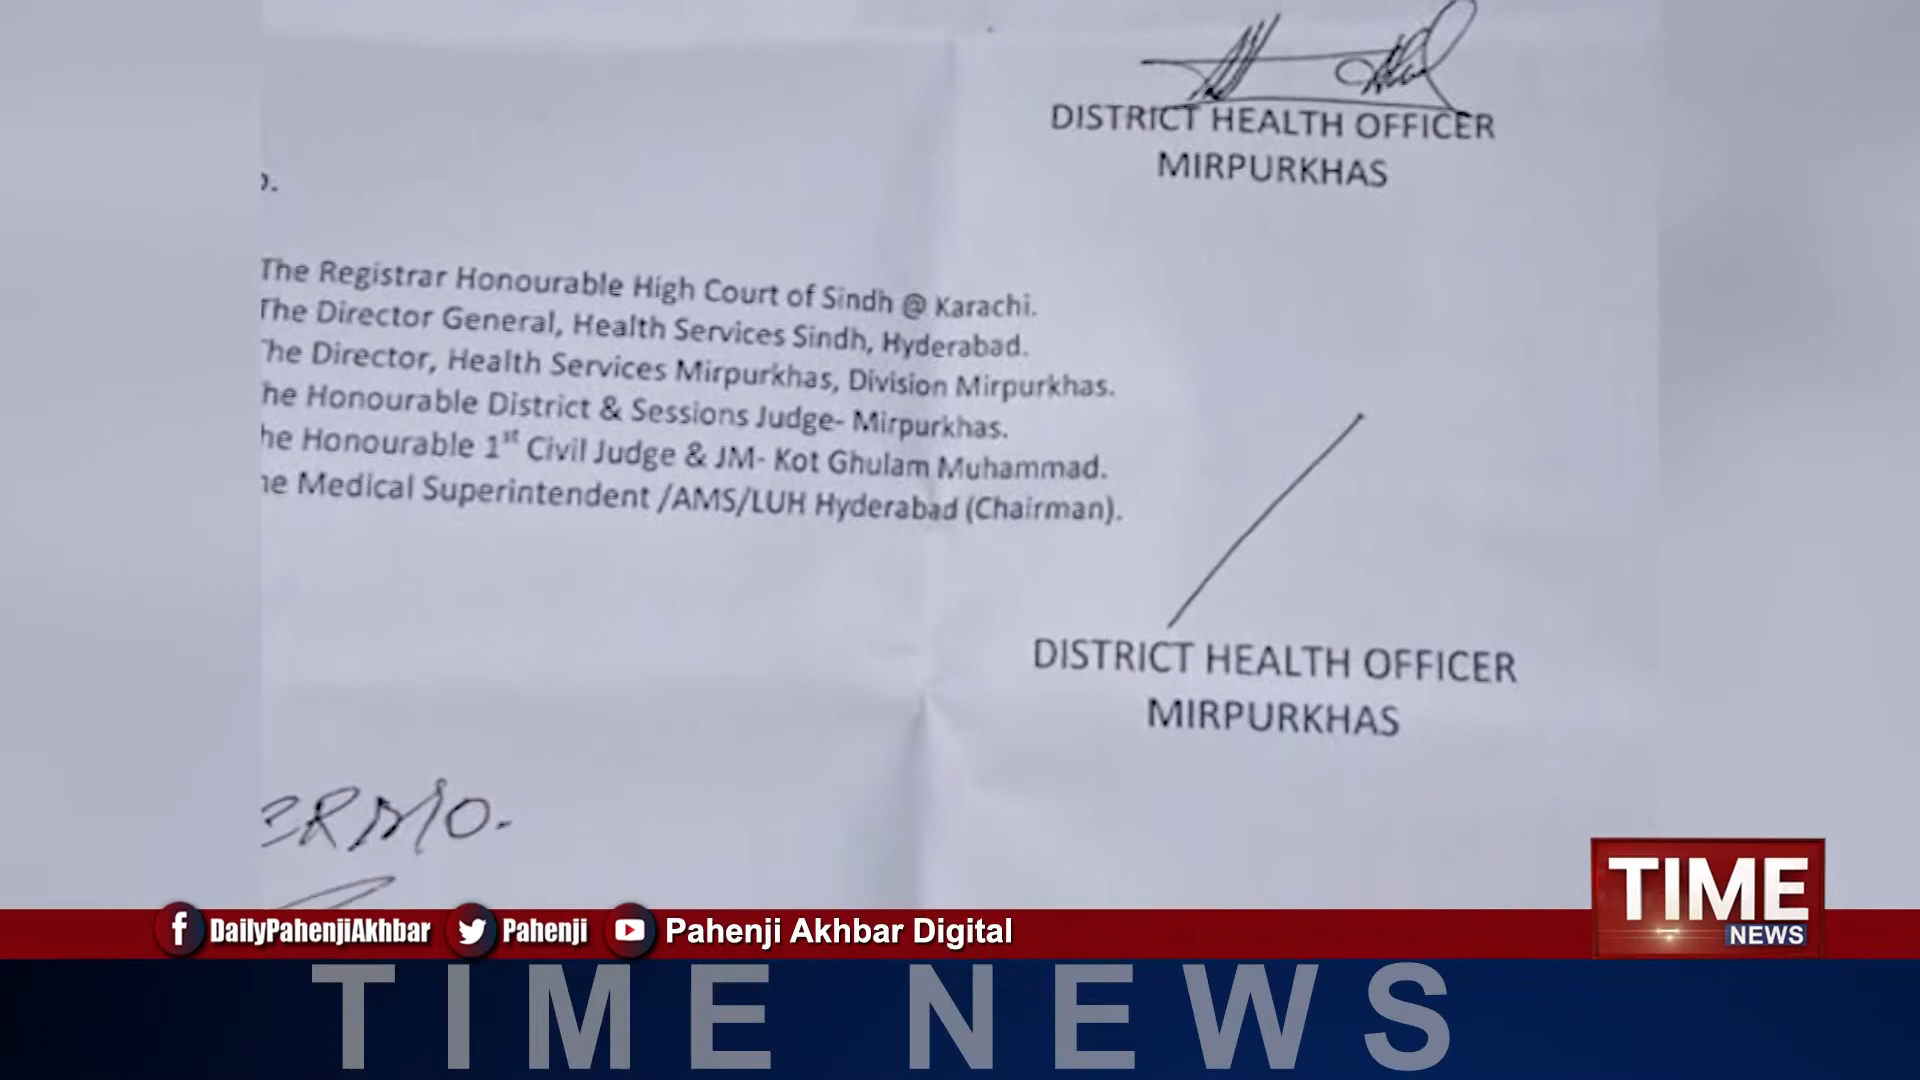 DISTRICT HEALTH OFFICER
MIRPURKHAS
o.
The Registrar Honourable High Court of Sindh @ Karachi.
The Director General, Health Services Sindh, Hyderabad.
The Director, Health Services Mirpurkhas, Division Mirpurkhas.
he Honourable District & Sessions Judge- Mirpurkhas.
he Honourable 1st Civil Judge & JM- Kot Ghulam Muhammad.
ne Medical Superintendent /AMS/LUH Hyderabad (Chairman).
DISTRICT HEALTH OFFICER
MIRPURKHAS
TIME
NEWS
DailyPahenjiAkhbar Pahenji Pahenji Akhbar Digital
TIME NEWS